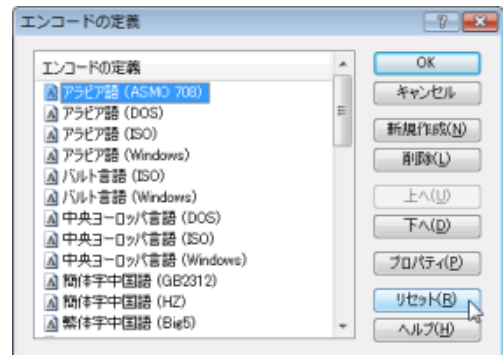 エンコードの定義
エンコードの定義
アラビア語 (ASMO 708)
アラビア語 (DOS)
アラビア語 (ISO)
アラビア語 (Windows)
バルト言語 (ISO)
バルト言語 (Windows)
中央ヨーロッパ言語 (DOS)
中央ヨーロッパ言語 (ISO)
中央ヨーロッパ言語 (Windows)
簡体字中国語 (GB2312)
簡体字中国語 (HZ)
繁体字中国語 (Big5)
OK
キャンセル
新規作成(N)
削除(L)
上へ(U)
下へ(D)
プロパティ(P)
リセット(R)
ヘルプ(H)